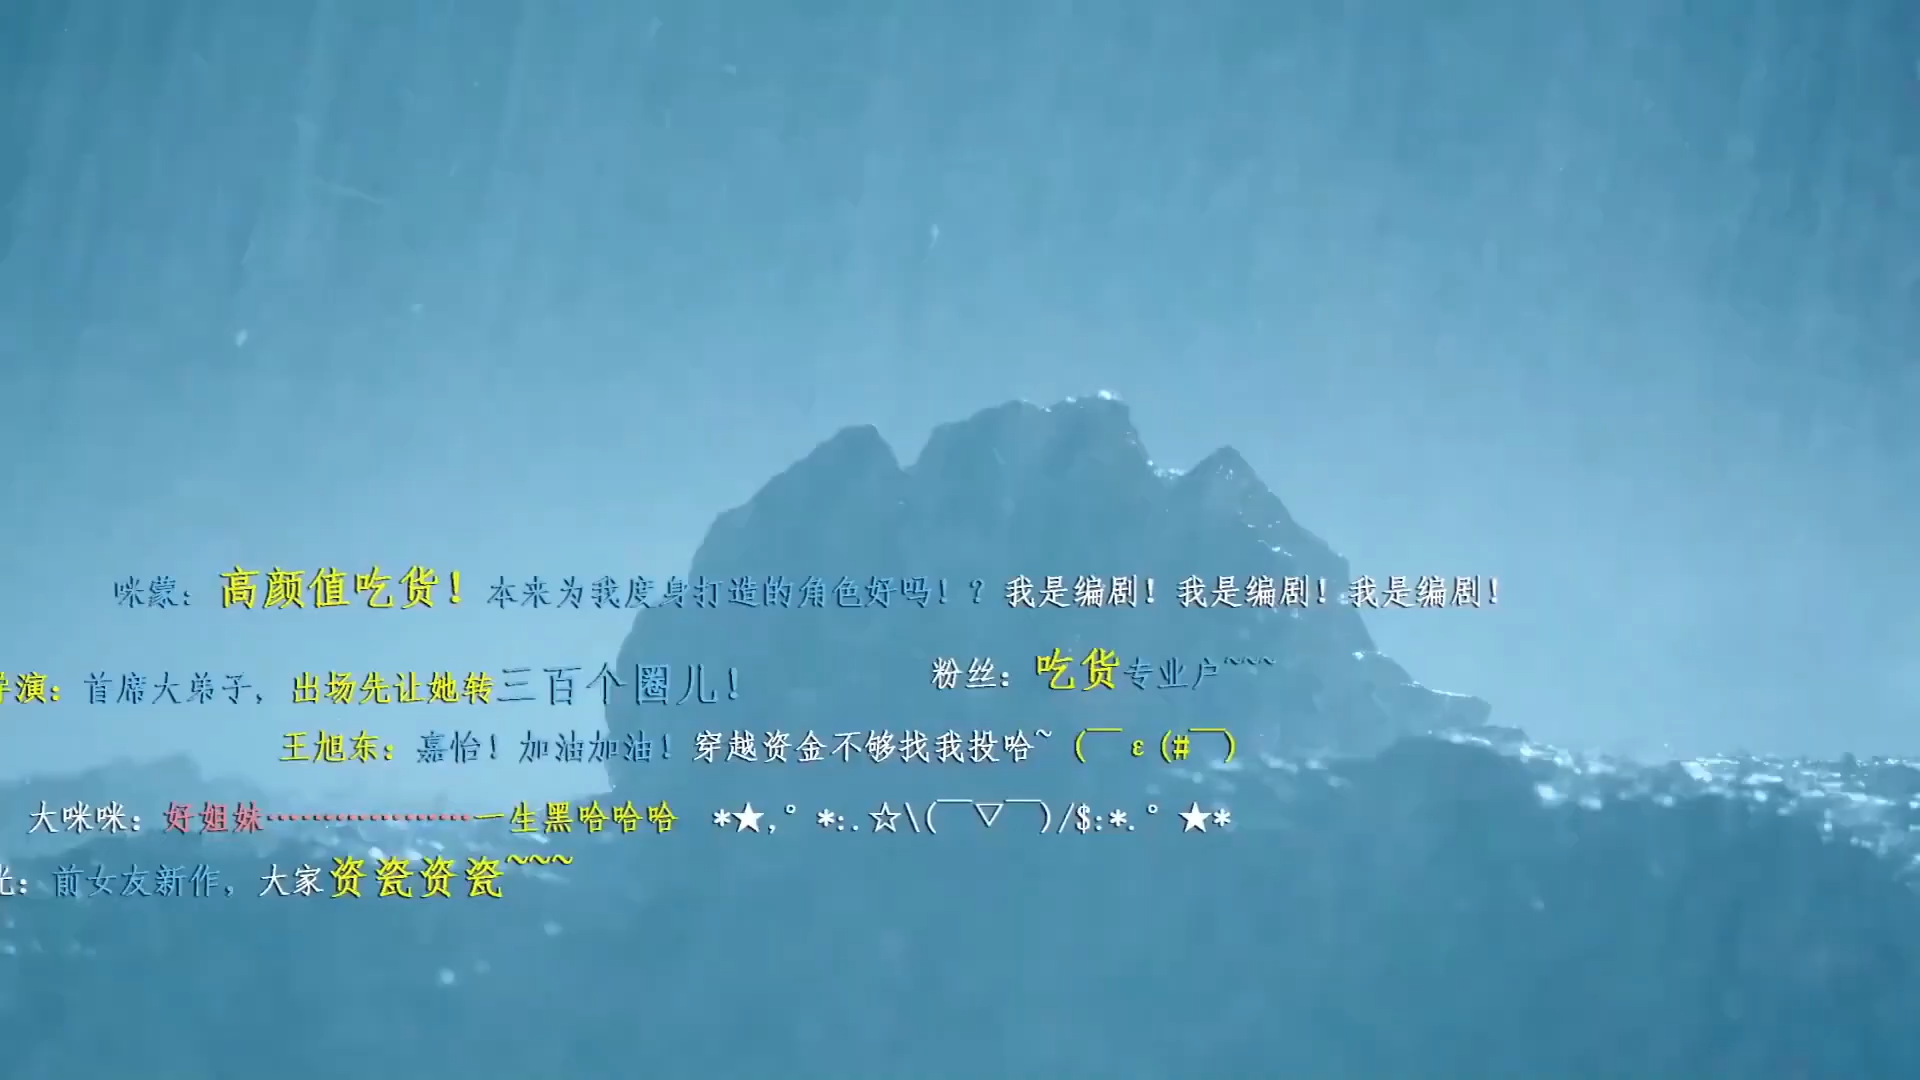 咪蒙：高颜值吃货！本来为我度身打造的角色好吗！？我是编剧！我是编剧！我是编剧！
导演：首席大弟子，出场先让她转三百个圈儿！
粉丝：吃货专业户~~~
王旭东：嘉怡！加油加油！穿越资金不够找我投哈~ (￣ε(#￣)
大咪咪：好姐妹………………一生黑哈哈哈 *★,°*:.☆\(￣▽￣)/$:*.°★*
光：前女友新作，大家资瓷资瓷~~~